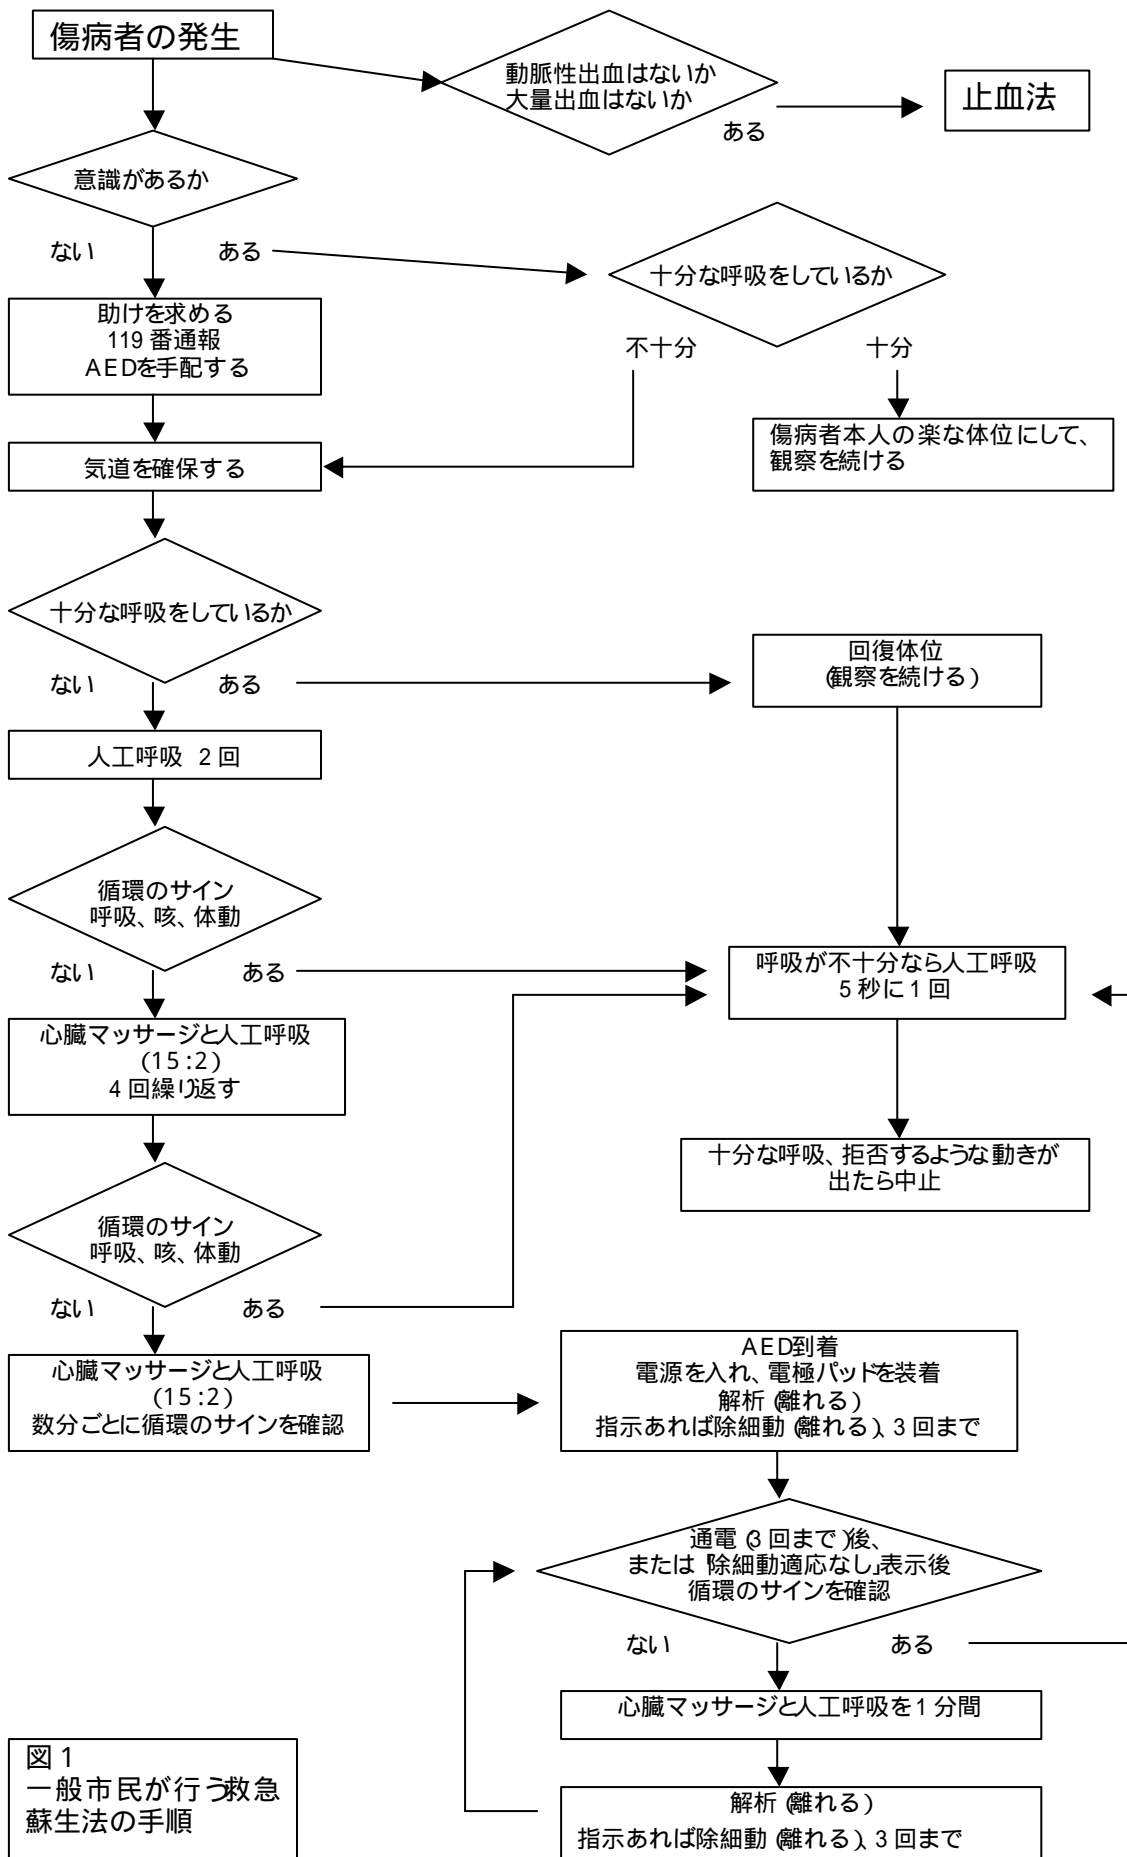 傷病者の発生
動脈性出血はないか
大量出血はないか
ある
止血法
意識があるか
ない
ある
十分な呼吸をしているか
助けを求める
119番通報
AEDを手配する
不十分
十分
傷病者本人の楽な体位にして、
観察を続ける
気道を確保する
十分な呼吸をしているか
ない
ある
回復体位
(観察を続ける)
人工呼吸 2回
循環のサイン
呼吸、咳、体動
ない
ある
呼吸が不十分なら人工呼吸
5秒に1回
心臓マッサージと人工呼吸
(15:2)
4回繰り返す
十分な呼吸、拒否するような動きが
出たら中止
循環のサイン
呼吸、咳、体動
ない
ある
心臓マッサージと人工呼吸
(15:2)
数分ごとに循環のサインを確認
AED到着
電源を入れ、電極パッドを装着
解析(離れる)
指示あれば除細動(離れる)、3回まで
通電(3回まで)後、
または「除細動適応なし」表示後
循環のサインを確認
ない
ある
心臓マッサージと人工呼吸を1分間
解析(離れる)
指示あれば除細動(離れる)、3回まで
図1
一般市民が行う救急
蘇生法の手順